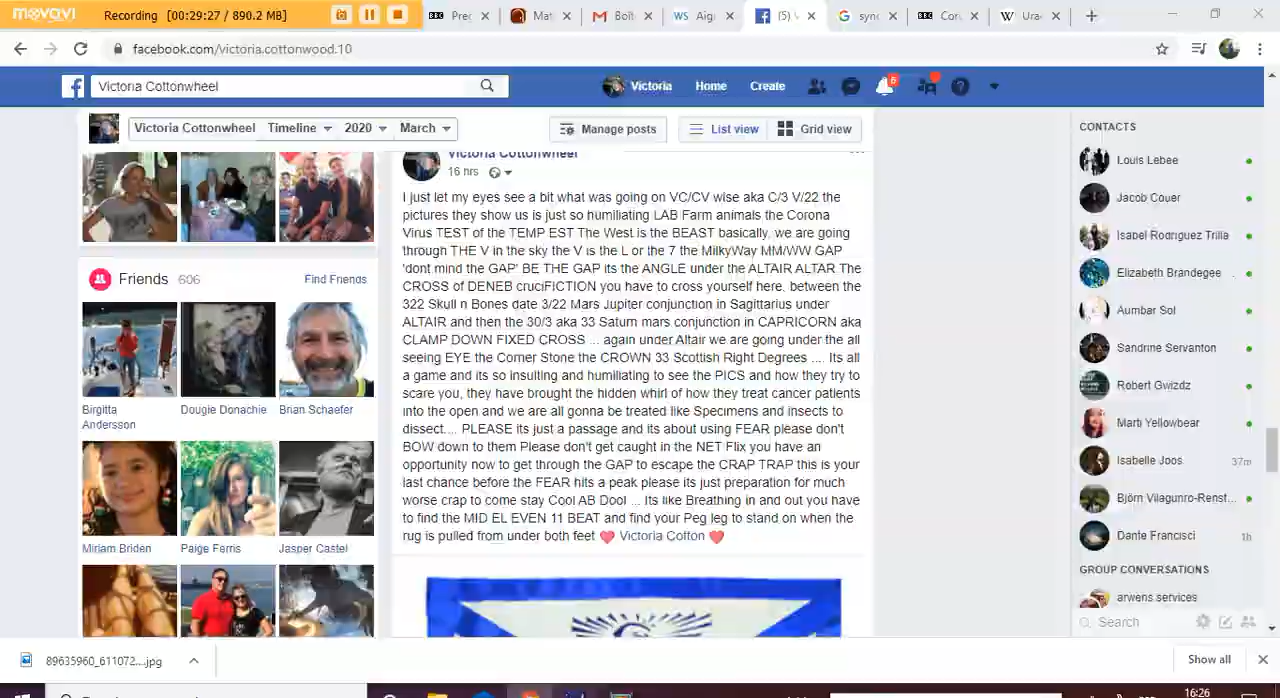 movavi
Recording [00:29:27 / 890.2 MB]
Prec
Mat
Boît
WS Aig
(5) V
sync
Cor
W Ura
facebook.com/victoria.cottonwood.10
Victoria Cottonwheel
Victoria
Home
Create
6
Victoria Cottonwheel
Timeline
2020
March
Manage posts
List view
Grid view
Victoria Cottonwheel
16 hrs
I just let my eyes see a bit what was going on VC/CV wise aka C/3 V/22 the
pictures they show us is just so humiliating LAB Farm animals the Corona
Virus TEST of the TEMP EST The West is the BEAST basically, we are going
through THE V in the sky the V is the L or the 7 the MilkyWay MM/WW GAP
'dont mind the GAP' BE THE GAP its the ANGLE under the ALTAIR ALTAR The
CROSS of DENEB cruciFICTION you have to cross yourself here, between the
322 Skull n Bones date 3/22 Mars Jupiter conjunction in Sagittarius under
ALTAIR and then the 30/3 aka 33 Saturn mars conjunction in CAPRICORN aka
CLAMP DOWN FIXED CROSS ... again under Altair we are going under the all
seeing EYE the Corner Stone the CROWN 33 Scottish Right Degrees .... Its all
a game and its so insulting and humiliating to see the PICS and how they try to
scare you, they have brought the hidden whirl of how they treat cancer patients
into the open and we are all gonna be treated like Specimens and insects to
dissect.... PLEASE its just a passage and its about using FEAR please don't
BOW down to them Please don't get caught in the NET Flix you have an
opportunity now to get through the GAP to escape the CRAP TRAP this is your
last chance before the FEAR hits a peak please its just preparation for much
worse crap to come stay Cool AB Dool ... Its like Breathing in and out you have
to find the MID EL EVEN 11 BEAT and find your Peg leg to stand on when the
rug is pulled from under both feet ❤ Victoria Cotton ❤
Friends 606
Find Friends
Birgitta
Andersson
Dougie Donachie
Brian Schaefer
Miriam Briden
Paige Ferris
Jasper Castel
CONTACTS
Louis Lebee
Jacob Couer
Isabel Rodriguez Trilla
Elizabeth Brandegee
Aumbar Sol
Sandrine Servanton
Robert Gwizdz
Marti Yellowbear
Isabelle Joos 37m
Björn Vilagunro-Renst...
Dante Francisci 1h
GROUP CONVERSATIONS
arwens.services
Search
89635960_611072....jpg
Show all
16:26